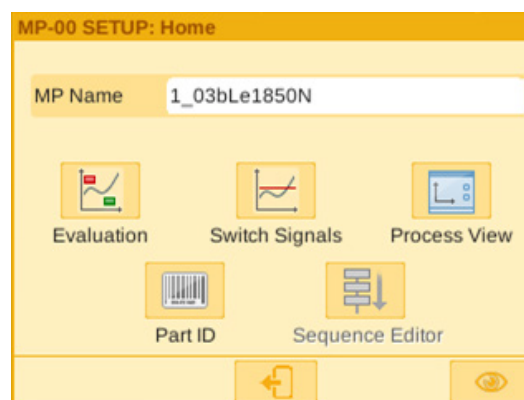 MP-00 SETUP: Home
MP Name 1_03bLe1850N
Evaluation Switch Signals Process View
Part ID Sequence Editor